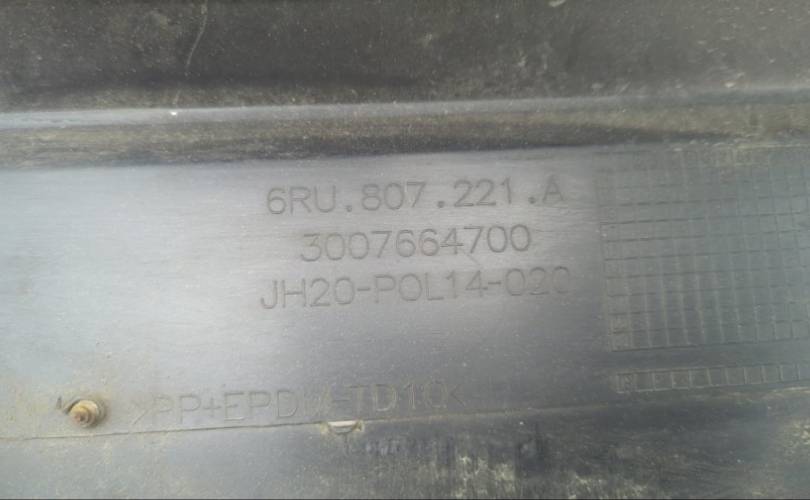 6RU.807.221.A
3007664700
JH20-POL14-020
>PP+EPDM-TD10<